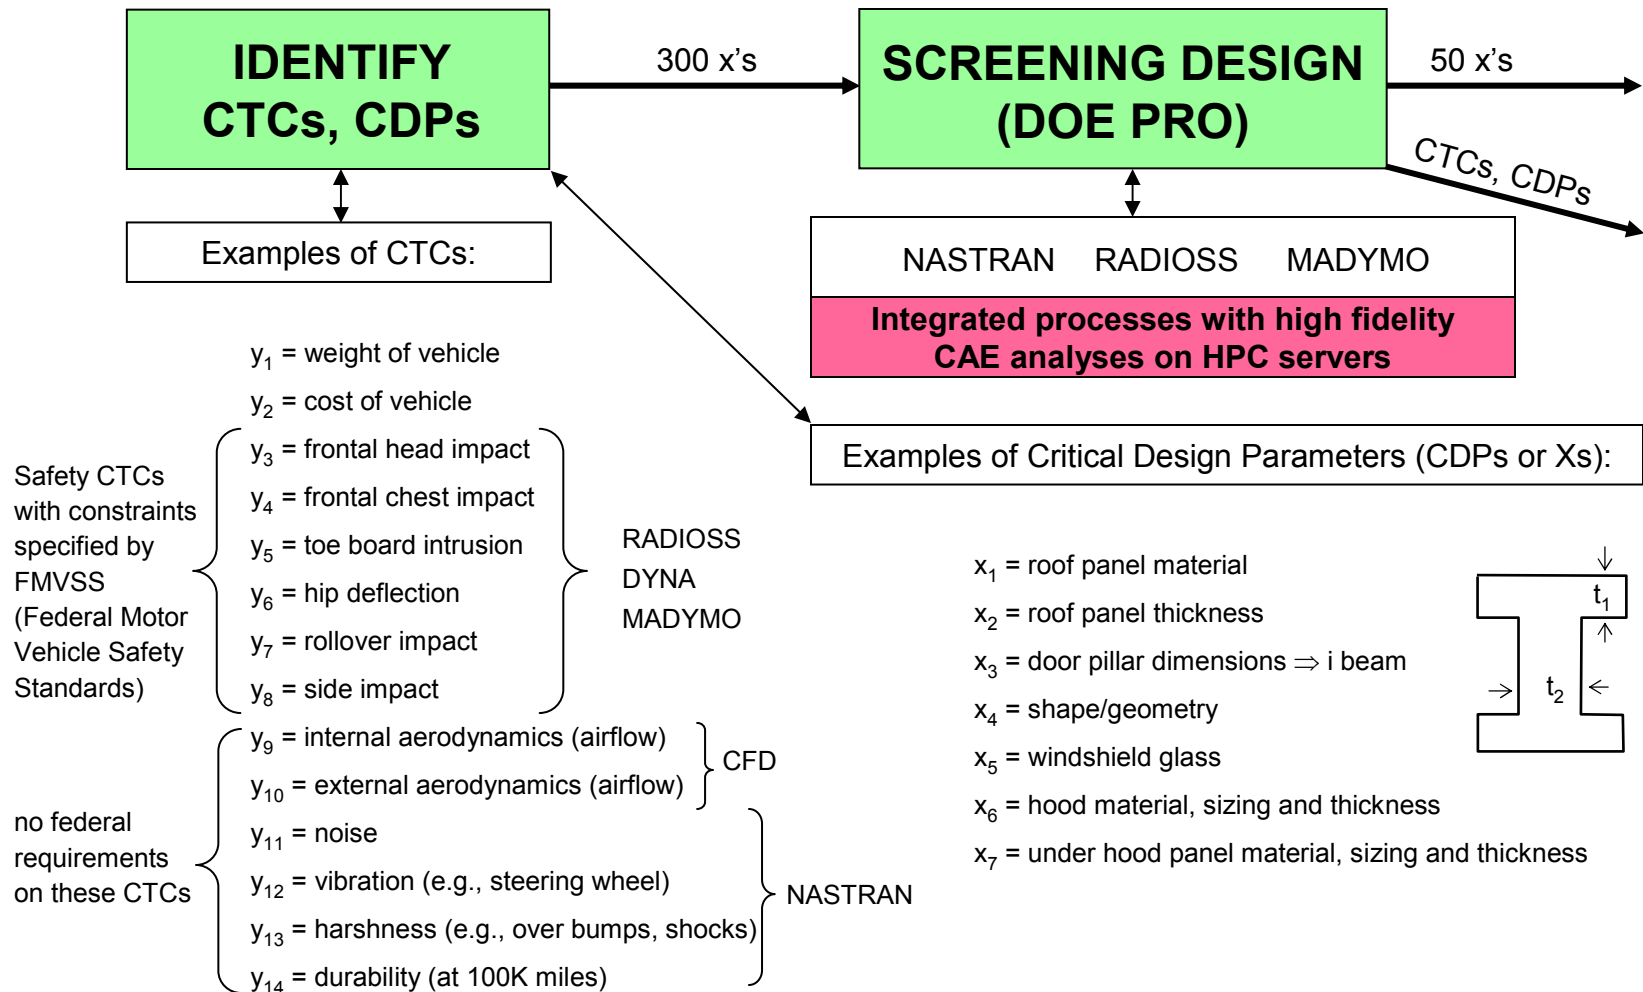 IDENTIFY
CTCs, CDPs
300 x's
SCREENING DESIGN
(DOE PRO)
50 x's
CTCs, CDPs
Examples of CTCs:
NASTRAN RADIOSS MADYMO
Integrated processes with high fidelity
CAE analyses on HPC servers
Examples of Critical Design Parameters (CDPs or Xs):
y1 = weight of vehicle
y2 = cost of vehicle
y3 = frontal head impact
y4 = frontal chest impact
y5 = toe board intrusion
y6 = hip deflection
y7 = rollover impact
y8 = side impact
y9 = internal aerodynamics (airflow)
y10 = external aerodynamics (airflow)
y11 = noise
y12 = vibration (e.g., steering wheel)
y13 = harshness (e.g., over bumps, shocks)
y14 = durability (at 100K miles)
Safety CTCs
with constraints
specified by
FMVSS
(Federal Motor
Vehicle Safety
Standards)
no federal
requirements
on these CTCs
RADIOSS
DYNA
MADYMO
CFD
NASTRAN
x1 = roof panel material
x2 = roof panel thickness
x3 = door pillar dimensions ⇒ i beam
x4 = shape/geometry
x5 = windshield glass
x6 = hood material, sizing and thickness
x7 = under hood panel material, sizing and thickness
t1
t2